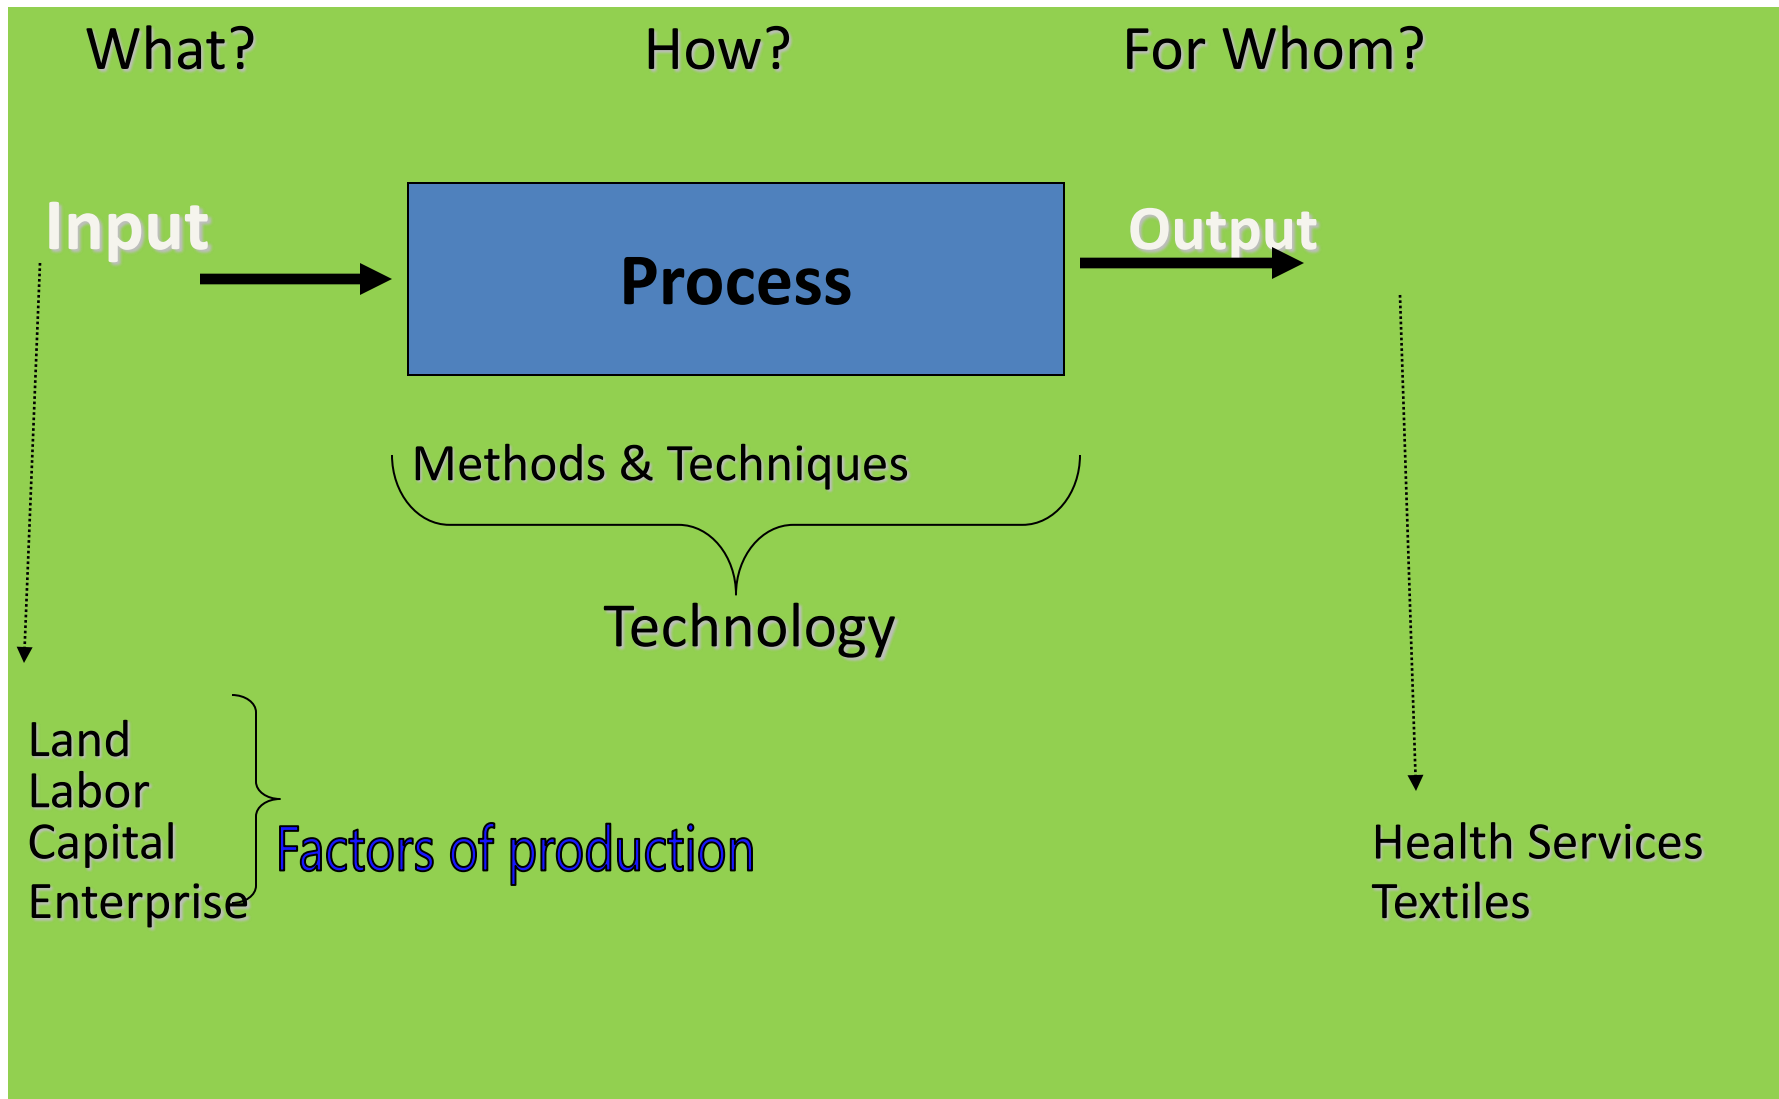 What?
How?
For Whom?
Input
Process
Output
Methods & Techniques
Technology
Land
Labor
Capital
Enterprise
Factors of production
Health Services
Textiles